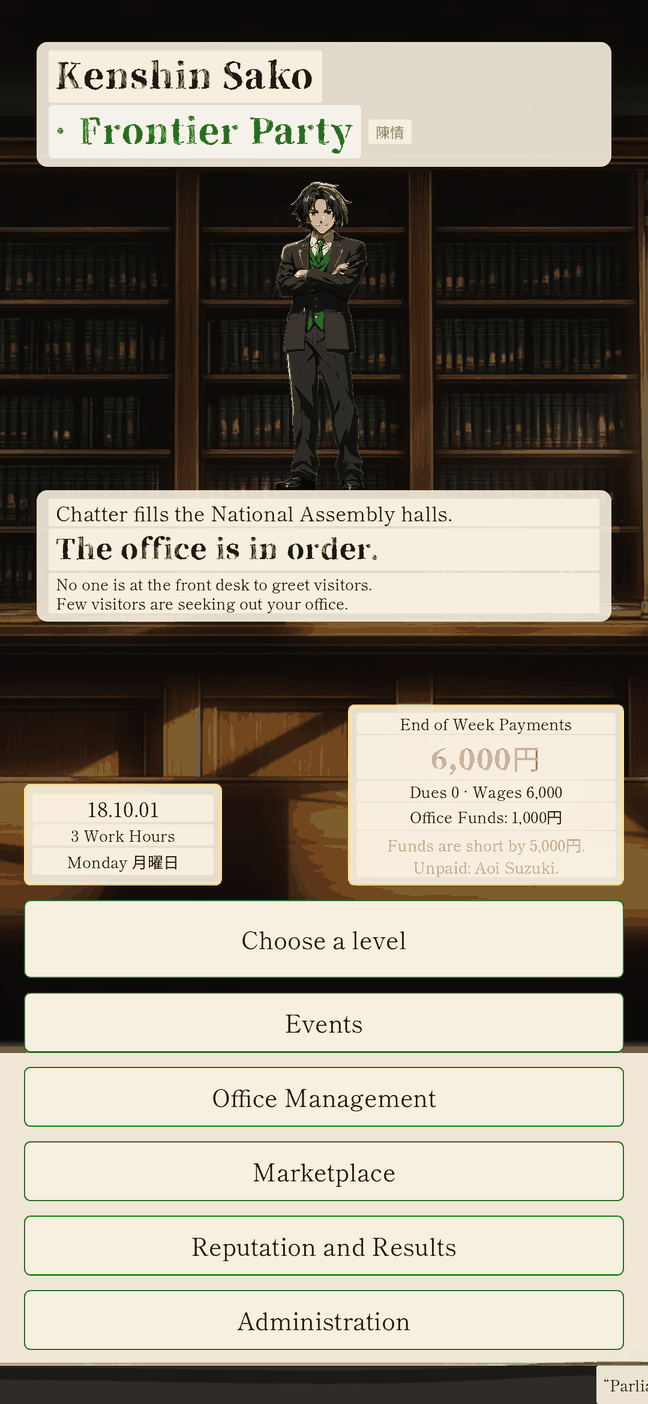 Kenshin Sako
· Frontier Party 陳情
Chatter fills the National Assembly halls.
The office is in order.
No one is at the front desk to greet visitors.
Few visitors are seeking out your office.
End of Week Payments
6,000円
Dues 0 · Wages 6,000
Office Funds: 1,000円
Funds are short by 5,000円.
Unpaid: Aoi Suzuki.
18.10.01
3 Work Hours
Monday 月曜日
Choose a level
Events
Office Management
Marketplace
Reputation and Results
Administration